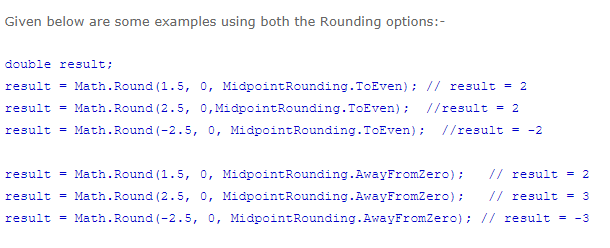 Given below are some examples using both the Rounding options:-
double result;
result = Math.Round(1.5, 0, MidpointRounding.ToEven); // result = 2
result = Math.Round(2.5, 0,MidpointRounding.ToEven);  //result = 2
result = Math.Round(-2.5, 0, MidpointRounding.ToEven);  //result = -2
result = Math.Round(1.5, 0, MidpointRounding.AwayFromZero);   // result = 2
result = Math.Round(2.5, 0, MidpointRounding.AwayFromZero);   // result = 3
result = Math.Round(-2.5, 0, MidpointRounding.AwayFromZero); // result = -3